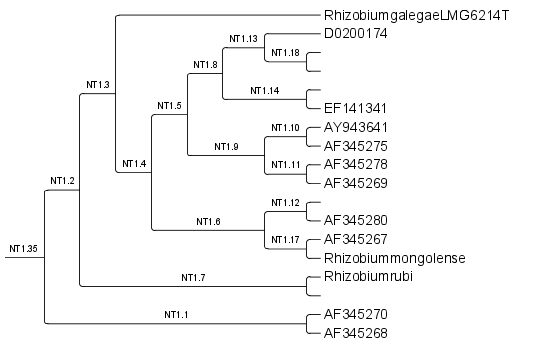 RhizobiumgalegaeLMG6214T
NT1.13
D0200174
NT1.18
NT1.8
NT1.3
NT1.14
EF141341
NT1.5
NT1.10
AY943641
AF345275
NT1.9
NT1.4
NT1.11
AF345278
AF345269
NT1.2
NT1.12
NT1.6
AF345280
NT1.17
AF345267
NT1.35
Rhizobiummongolense
NT1.7
Rhizobiumrubi
NT1.1
AF345270
AF345268